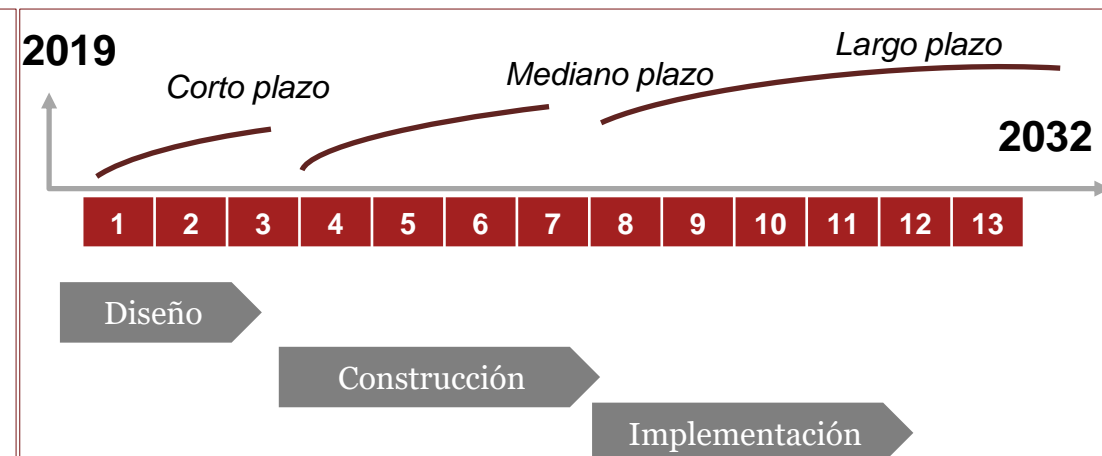 2019
Corto plazo
Mediano plazo
Largo plazo
2032
1 2 3 4 5 6 7 8 9 10 11 12 13
Diseño
Construcción
Implementación